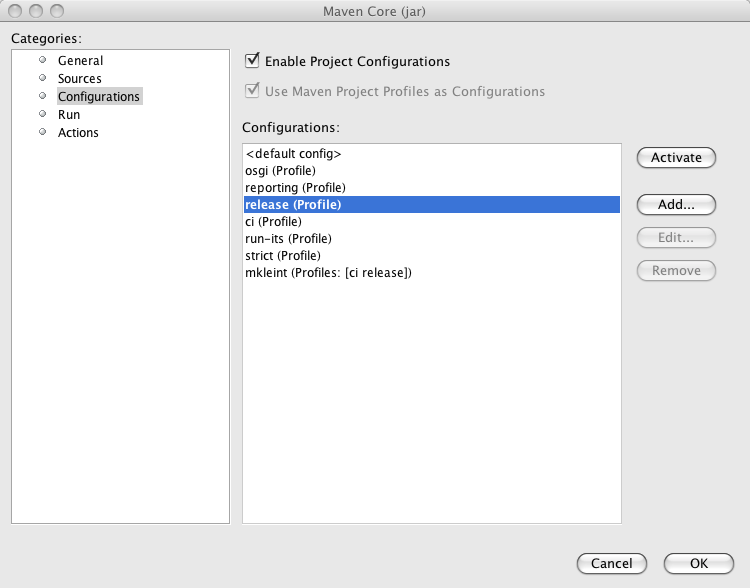 Maven Core (jar)
Categories:
General
Sources
Configurations
Run
Actions
Enable Project Configurations
Use Maven Project Profiles as Configurations
Configurations:
<default config>
osgi (Profile)
reporting (Profile)
release (Profile)
ci (Profile)
run-its (Profile)
strict (Profile)
mkleint (Profiles: [ci release])
Activate
Add...
Edit...
Remove
Cancel
OK